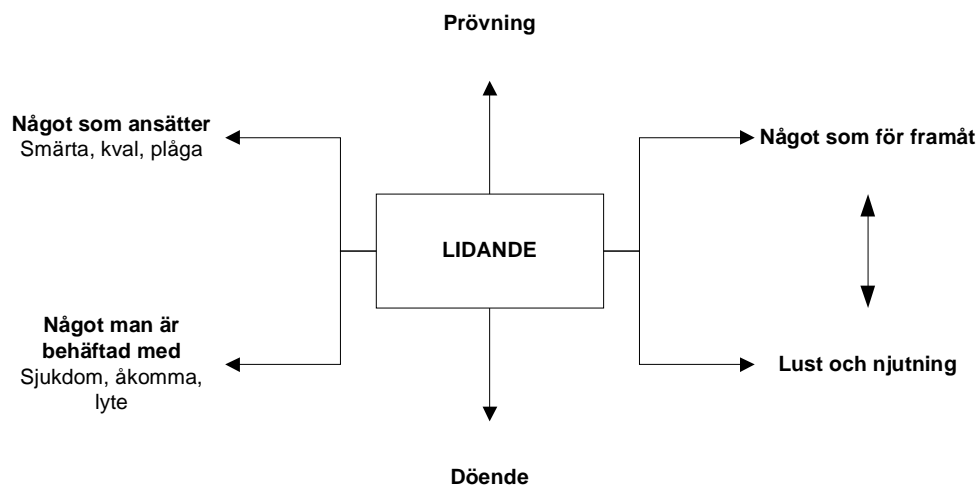 Prövning
Något som ansätter
Smärta, kval, plåga
Något som för framåt
LIDANDE
Något man är
behäftad med
Sjukdom, åkomma,
lyte
Lust och njutning
Döende